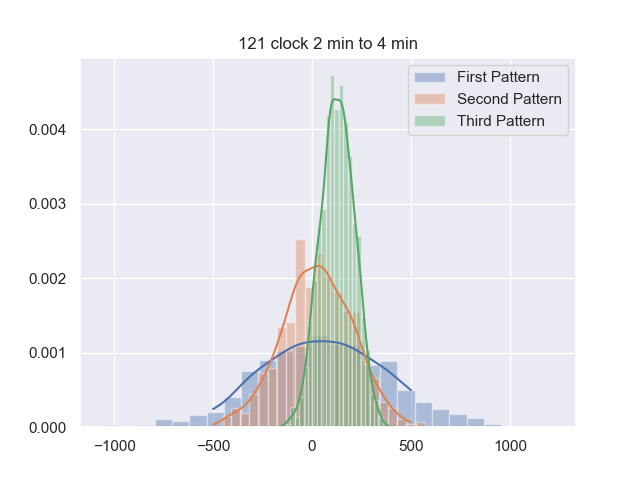 121 clock 2 min to 4 min
First Pattern
Second Pattern
Third Pattern
0.004
0.003
0.002
0.001
0.000
−1000 −500 0 500 1000